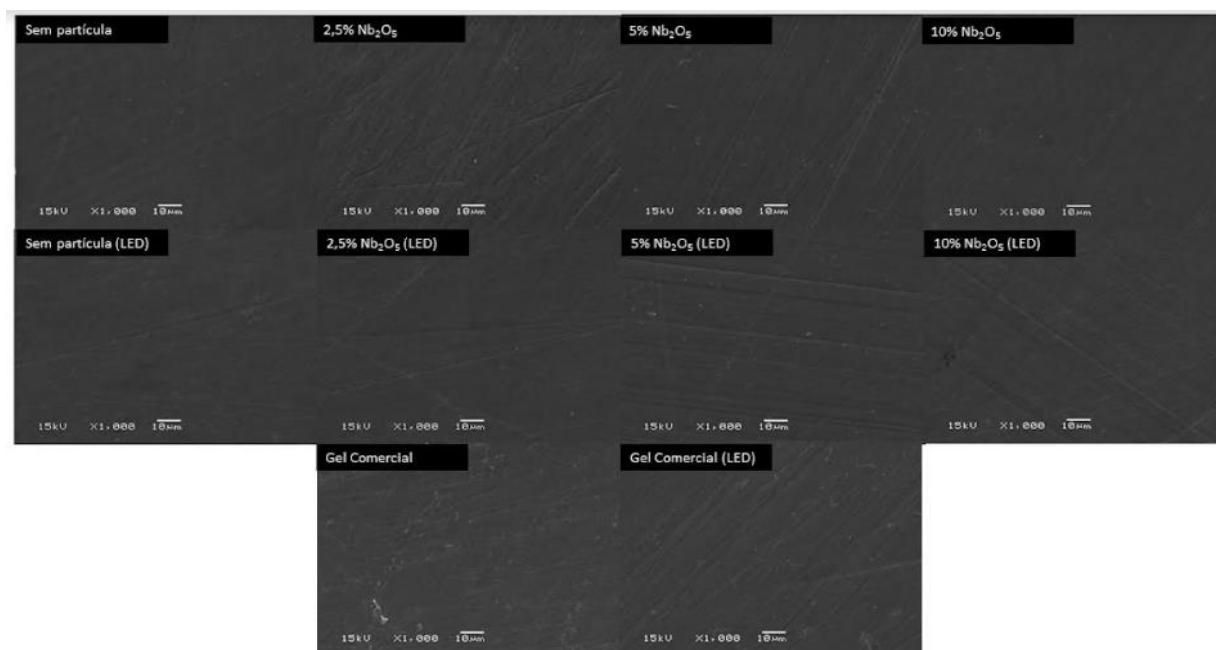 Sem partícula
2,5% Nb₂O₅
5% Nb₂O₅
10% Nb₂O₅
15kU X1,000 10µm
15kU X1,000 10µm
15kU X1,000 10µm
15kU X1,000 10µm
Sem partícula (LED)
2,5% Nb₂O₅ (LED)
5% Nb₂O₅ (LED)
10% Nb₂O₅ (LED)
15kU X1,000 10µm
15kU X1,000 10µm
15kU X1,000 10µm
15kU X1,000 10µm
Gel Comercial
Gel Comercial (LED)
15kU X1,000 10µm
15kU X1,000 10µm